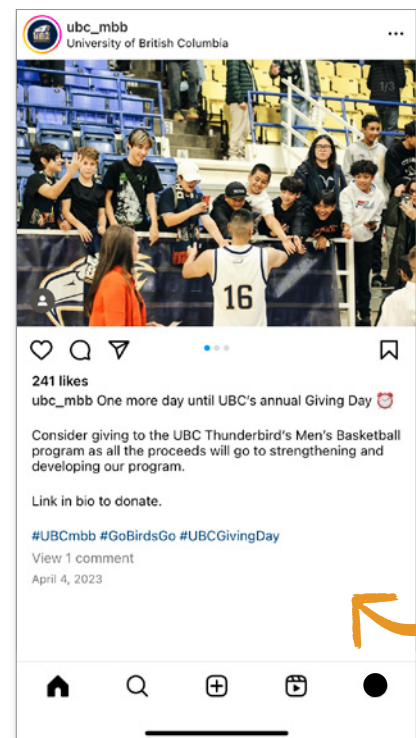 ubc_mbb
University of British Columbia
1/3
16
241 likes
ubc_mbb One more day until UBC's annual Giving Day ⏰
Consider giving to the UBC Thunderbird's Men's Basketball
program as all the proceeds will go to strengthening and
developing our program.
Link in bio to donate.
#UBCmbb #GoBirdsGo #UBCGivingDay
View 1 comment
April 4, 2023